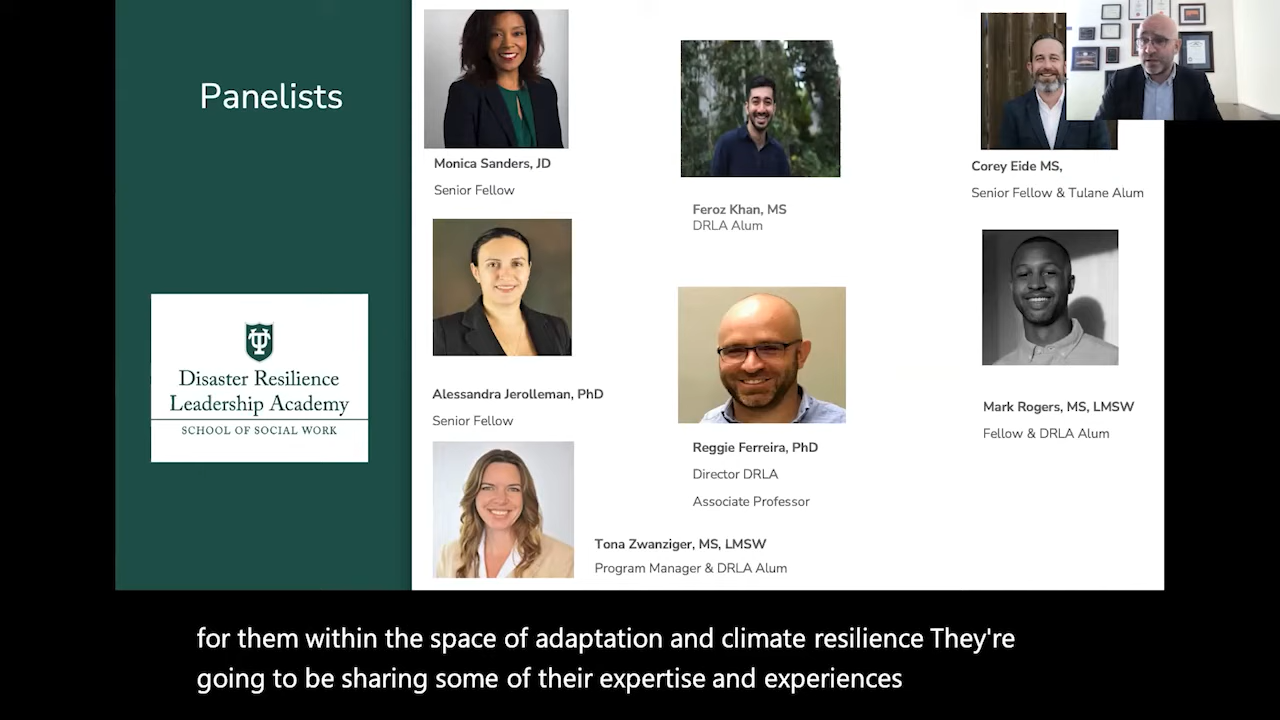 Panelists
Disaster Resilience
Leadership Academy
SCHOOL OF SOCIAL WORK
Monica Sanders, JD
Senior Fellow
Feroz Khan, MS
DRLA Alum
Corey Eide MS,
Senior Fellow & Tulane Alum
Alessandra Jerolleman, PhD
Senior Fellow
Reggie Ferreira, PhD
Director DRLA
Associate Professor
Mark Rogers, MS, LMSW
Fellow & DRLA Alum
Tona Zwanziger, MS, LMSW
Program Manager & DRLA Alum
for them within the space of adaptation and climate resilience They're
going to be sharing some of their expertise and experiences